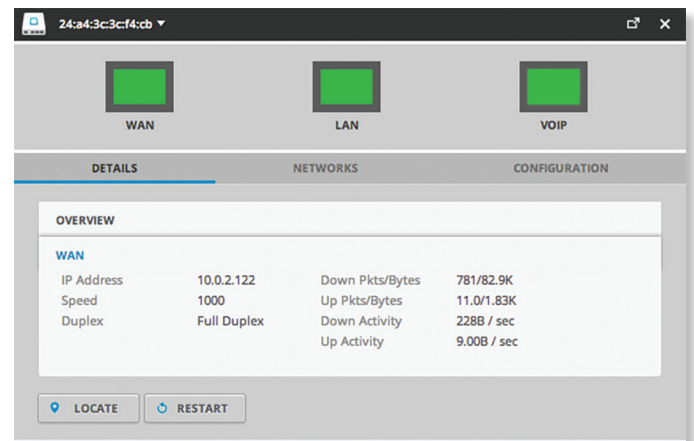 24:a4:3c:3c:f4:cb
WAN LAN VOIP
DETAILS NETWORKS CONFIGURATION
OVERVIEW
WAN
IP Address 10.0.2.122 Down Pkts/Bytes 781/82.9K
Speed 1000 Up Pkts/Bytes 11.0/1.83K
Duplex Full Duplex Down Activity 228B / sec
Up Activity 9.00B / sec
LOCATE RESTART